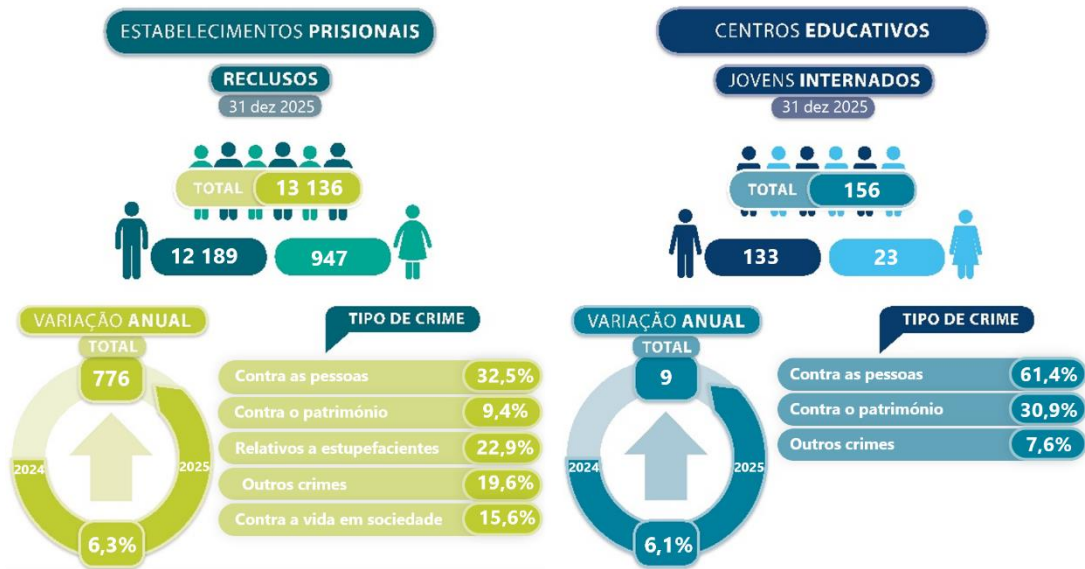 ESTABELECIMENTOS PRISIONAIS
RECLUSOS
31 dez 2025
TOTAL 13 136
12 189 947
VARIAÇÃO ANUAL
TOTAL
776
2024 2025
6,3%
TIPO DE CRIME
Contra as pessoas 32,5%
Contra o património 9,4%
Relativos a estupefacientes 22,9%
Outros crimes 19,6%
Contra a vida em sociedade 15,6%
CENTROS EDUCATIVOS
JOVENS INTERNADOS
31 dez 2025
TOTAL 156
133 23
VARIAÇÃO ANUAL
TOTAL
9
2024 2025
6,1%
TIPO DE CRIME
Contra as pessoas 61,4%
Contra o património 30,9%
Outros crimes 7,6%